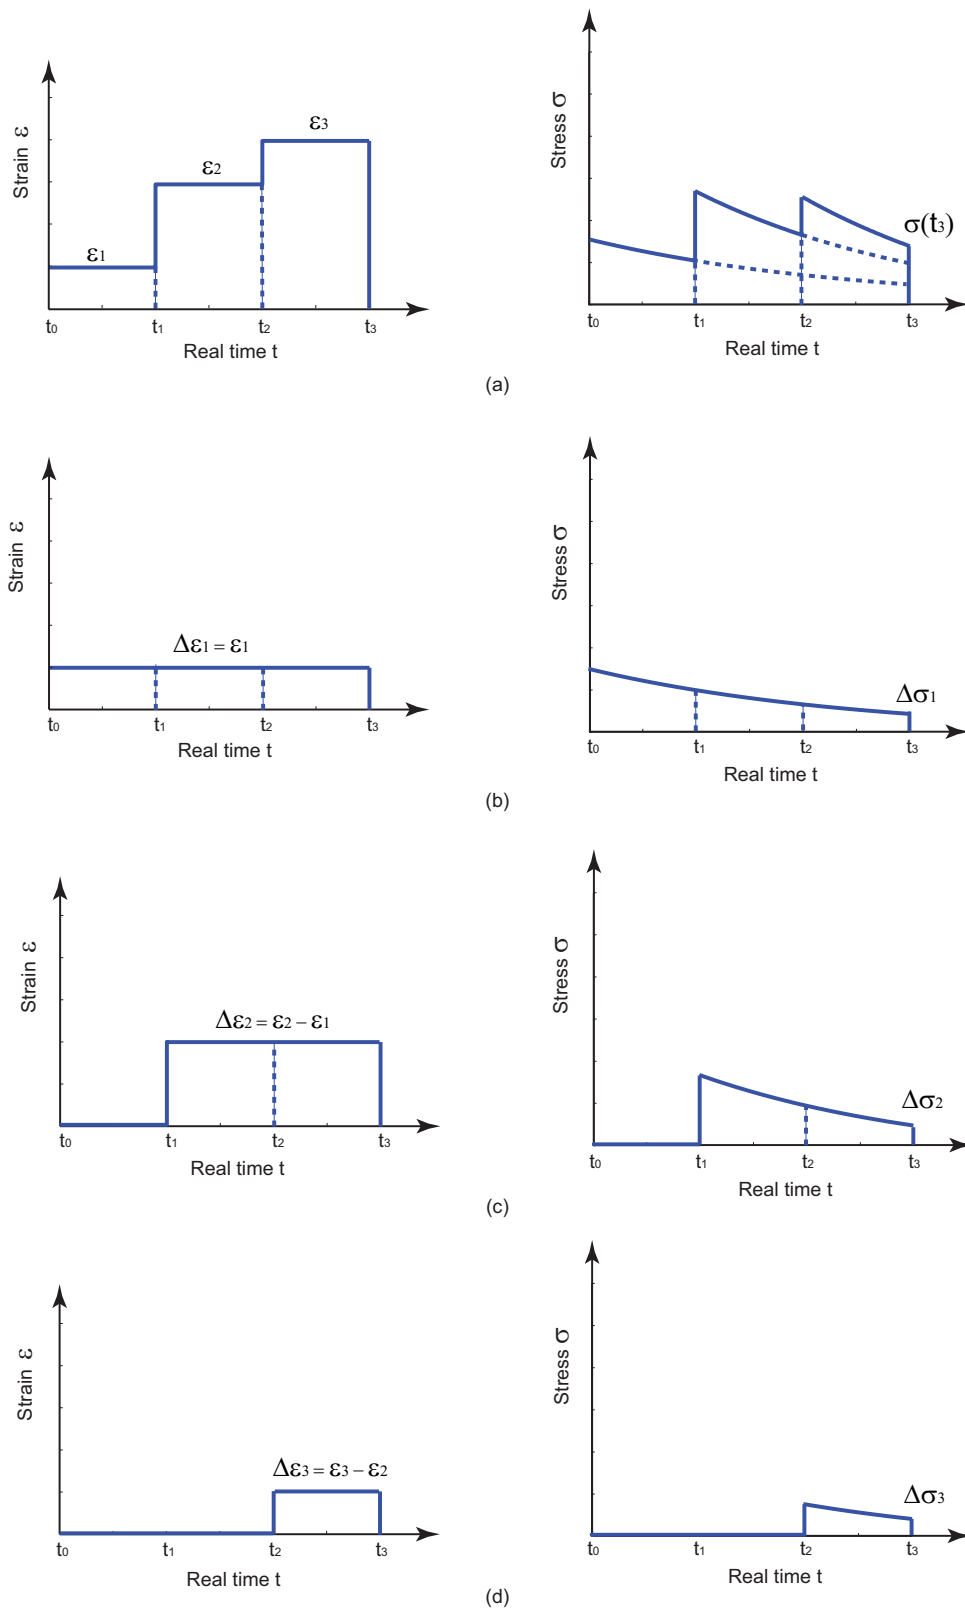 Strain ε
ε1
ε2
ε3
t0 t1 t2 t3
Real time t
Stress σ
σ(t3)
t0 t1 t2 t3
Real time t
(a)
Strain ε
Δε1 = ε1
t0 t1 t2 t3
Real time t
Stress σ
Δσ1
t0 t1 t2 t3
Real time t
(b)
Strain ε
Δε2 = ε2 – ε1
t0 t1 t2 t3
Real time t
Stress σ
Δσ2
t0 t1 t2 t3
Real time t
(c)
Strain ε
Δε3 = ε3 – ε2
t0 t1 t2 t3
Real time t
Stress σ
Δσ3
t0 t1 t2 t3
Real time t
(d)